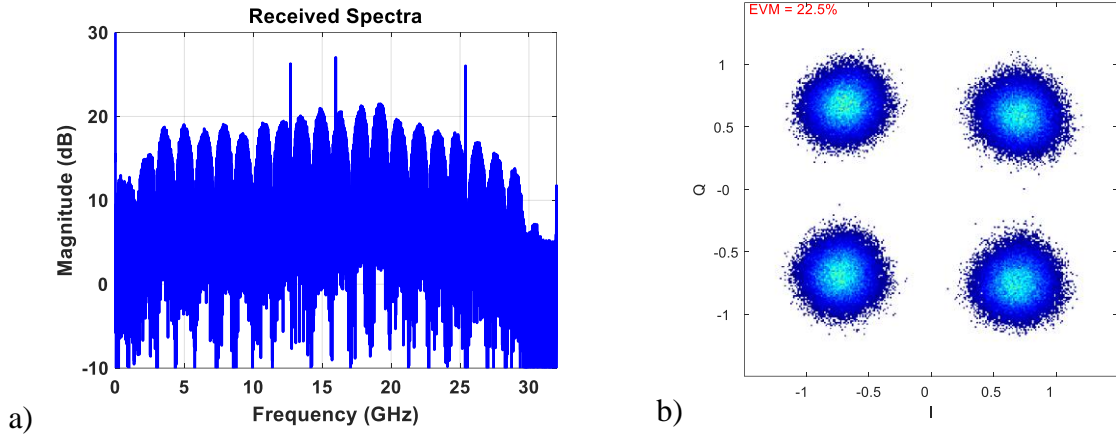 Received Spectra
30
20
10
0
-10
Magnitude (dB)
0 5 10 15 20 25 30
Frequency (GHz)
a)
EVM = 22.5%
1
0.5
-0
-0.5
-1
Q
-1 -0.5 0 0.5 1
I
b)